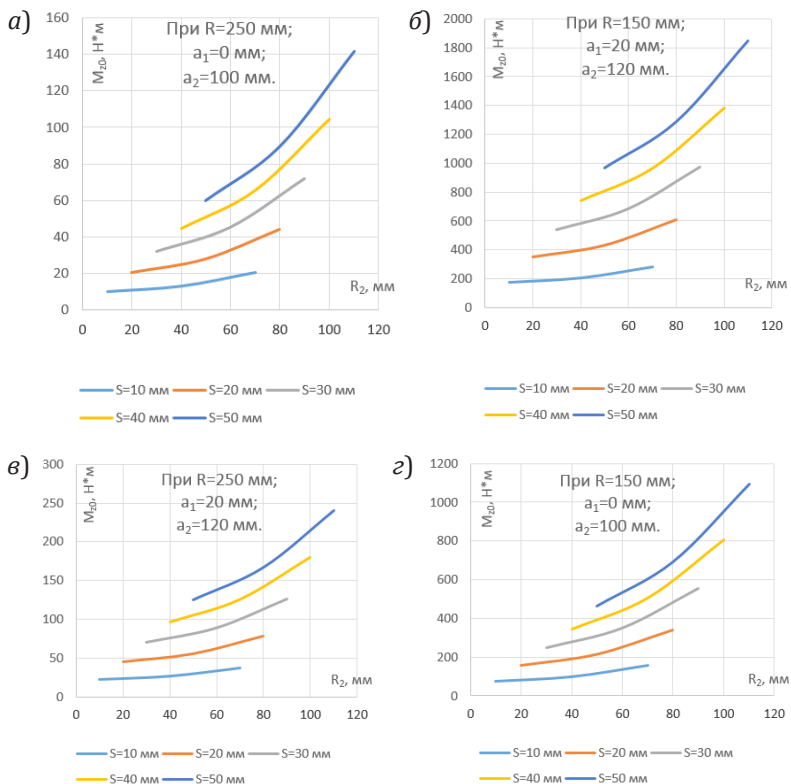 а)
При R=250 мм;
a₁=0 мм;
a₂=100 мм.
M_z0, Н*м
160
140
120
100
80
60
40
20
0
0 20 40 60 80 100 120
R₂, мм
S=10 мм S=20 мм S=30 мм
S=40 мм S=50 мм
б)
При R=150 мм;
a₁=20 мм;
a₂=120 мм.
M_z0, Н*м
2000
1800
1600
1400
1200
1000
800
600
400
200
0
0 20 40 60 80 100 120
R₂, мм
S=10 мм S=20 мм S=30 мм
S=40 мм S=50 мм
в)
При R=250 мм;
a₁=20 мм;
a₂=120 мм.
M_z0, Н*м
300
250
200
150
100
50
0
0 20 40 60 80 100 120
R₂, мм
S=10 мм S=20 мм S=30 мм
S=40 мм S=50 мм
г)
При R=150 мм;
a₁=0 мм;
a₂=100 мм.
M_z0, Н*м
1200
1000
800
600
400
200
0
0 20 40 60 80 100 120
R₂, мм
S=10 мм S=20 мм S=30 мм
S=40 мм S=50 мм